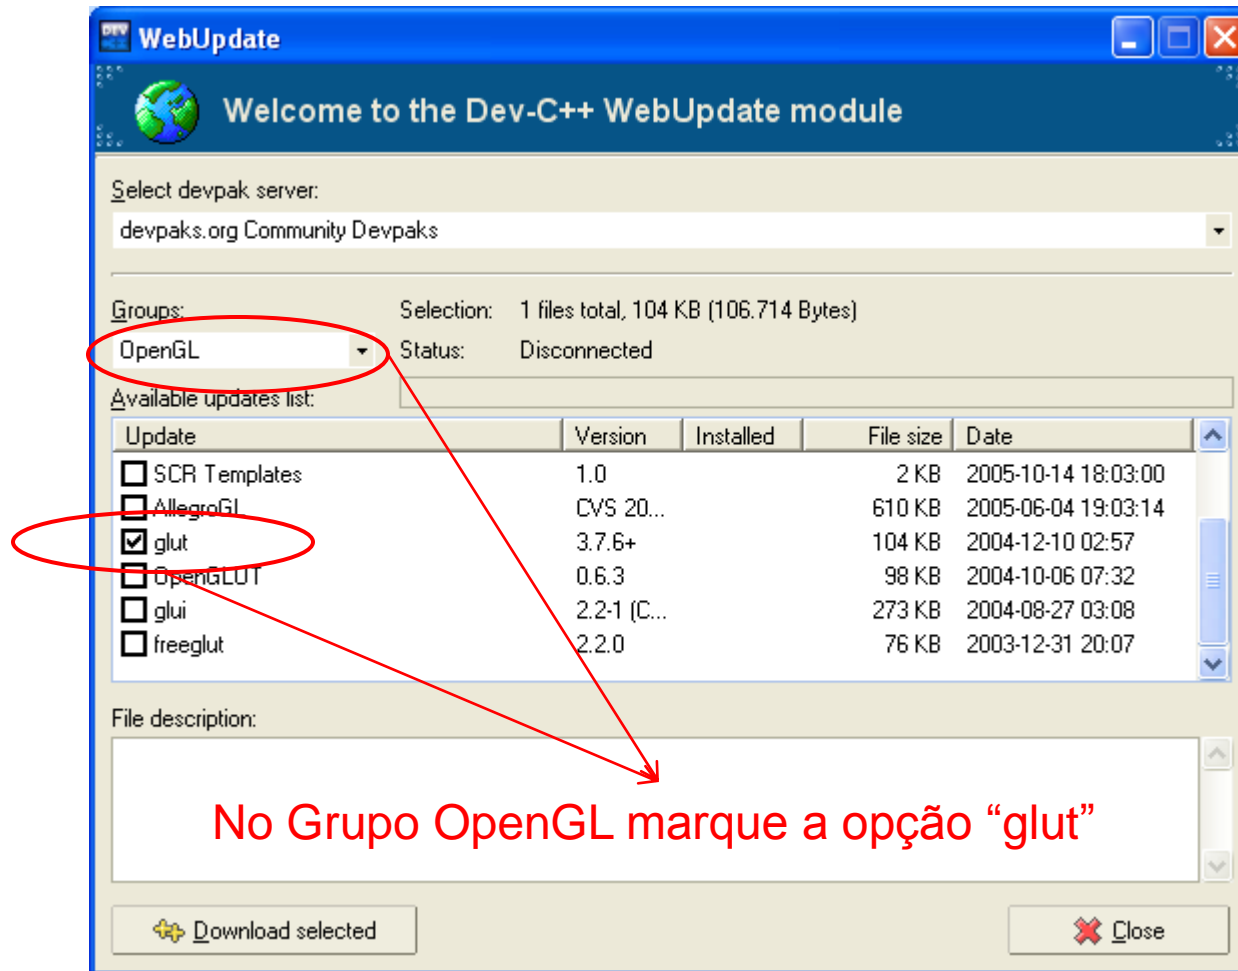 WebUpdate
Welcome to the Dev-C++ WebUpdate module
Select devpak server:
devpaks.org Community Devpaks
Groups: Selection: 1 files total, 104 KB (106.714 Bytes)
OpenGL Status: Disconnected
Available updates list:
Update Version Installed File size Date
SCR Templates 1.0 2 KB 2005-10-14 18:03:00
AllegroGL CVS 20... 610 KB 2005-06-04 19:03:14
glut 3.7.6+ 104 KB 2004-12-10 02:57
OpenGLUT 0.6.3 98 KB 2004-10-06 07:32
glui 2.2-1 (C... 273 KB 2004-08-27 03:08
freeglut 2.2.0 76 KB 2003-12-31 20:07
File description:
No Grupo OpenGL marque a opção “glut”
Download selected Close